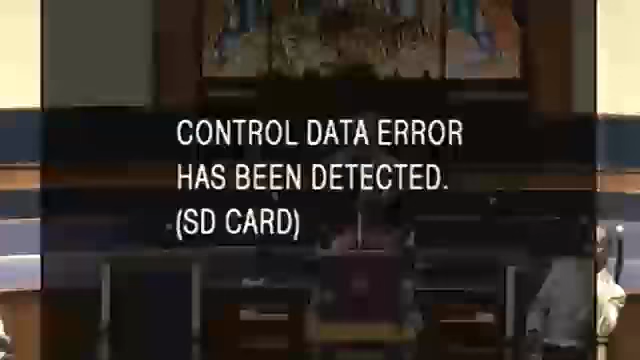 CONTROL DATA ERROR
HAS BEEN DETECTED.
(SD CARD)